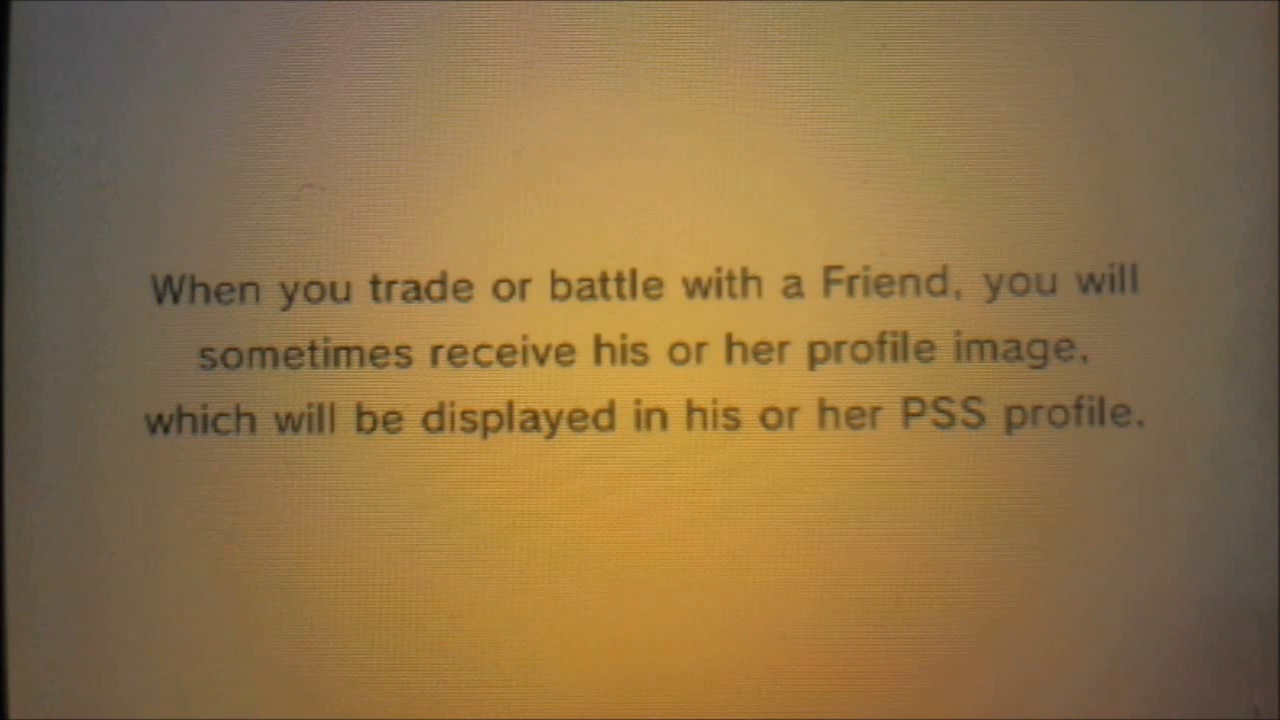 When you trade or battle with a Friend, you will
sometimes receive his or her profile image,
which will be displayed in his or her PSS profile.